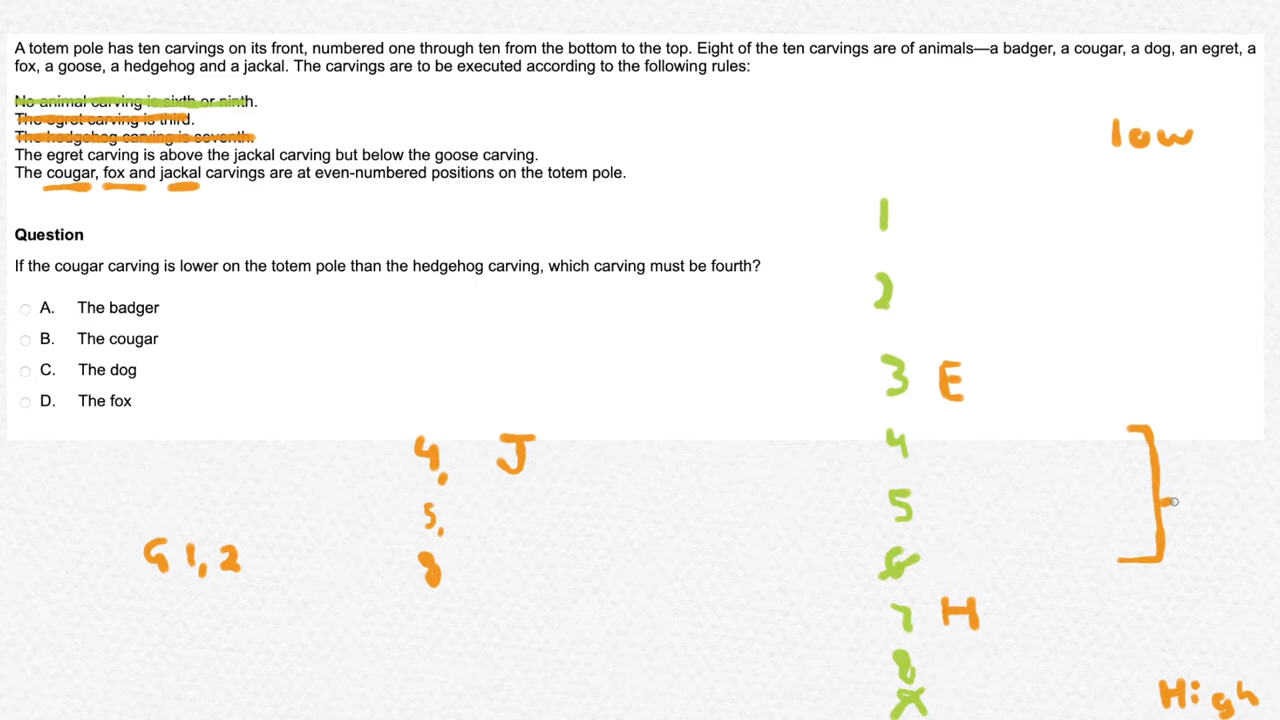 A totem pole has ten carvings on its front, numbered one through ten from the bottom to the top. Eight of the ten carvings are of animals—a badger, a cougar, a dog, an egret, a
fox, a goose, a hedgehog and a jackal. The carvings are to be executed according to the following rules:
No animal carving is sixth or ninth.
The egret carving is third.
The hedgehog carving is seventh.
The egret carving is above the jackal carving but below the goose carving.
The cougar, fox and jackal carvings are at even-numbered positions on the totem pole.
low
1
Question
If the cougar carving is lower on the totem pole than the hedgehog carving, which carving must be fourth?
2
A. The badger
B. The cougar
C. The dog
3 E
D. The fox
4, J
4
5,
5
G 1, 2
8
6
7 H
8
High